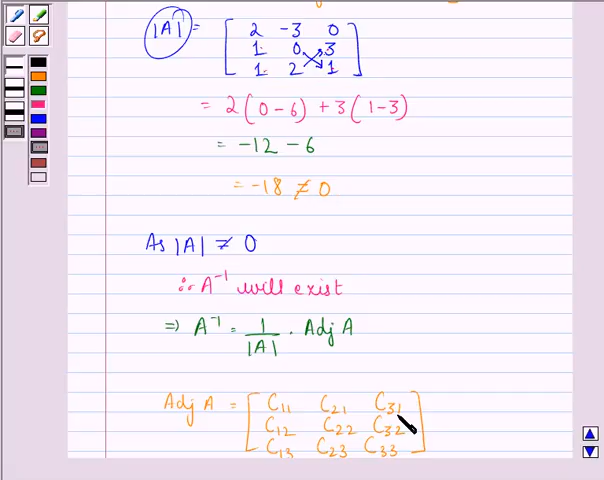 |A| = [ 2 -3 0
1 0 3
1 2 1 ]
= 2(0-6) + 3(1-3)
= -12 - 6
= -18 ≠ 0
As |A| ≠ 0
∴ A⁻¹ will exist
⇒ A⁻¹ = 1/|A| · Adj A
Adj A = [ C₁₁ C₂₁ C₃₁
C₁₂ C₂₂ C₃₂
C₁₃ C₂₃ C₃₃ ]